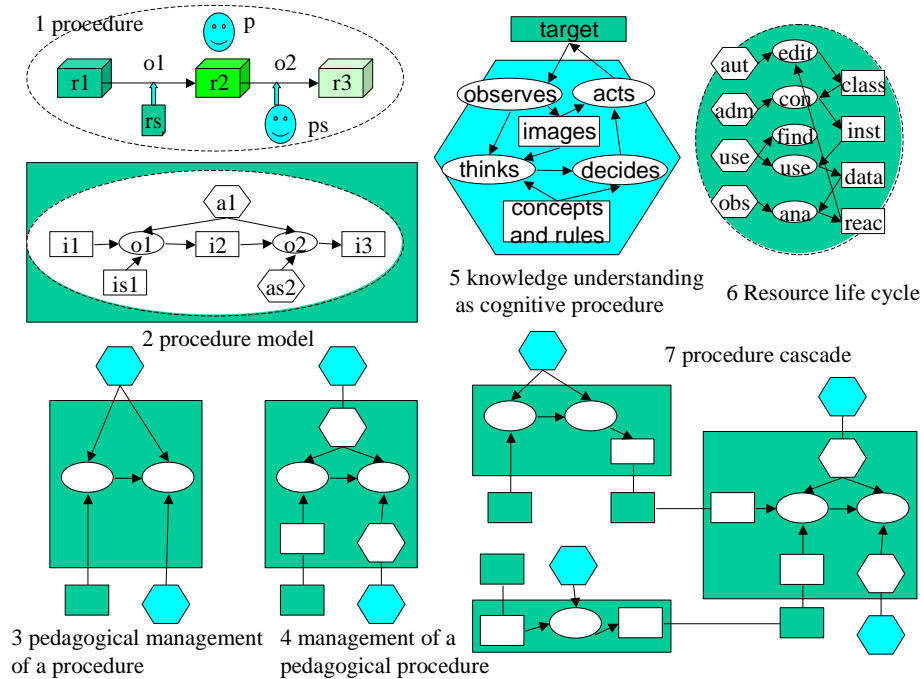 1 procedure
p
o1
o2
r1
r2
r3
rs
ps
a1
i1
o1
i2
o2
i3
is1
as2
2 procedure model
3 pedagogical management
of a procedure
4 management of a
pedagogical procedure
target
observes
acts
images
thinks
decides
concepts
and rules
5 knowledge understanding
as cognitive procedure
aut
edit
class
adm
con
inst
find
use
use
data
obs
ana
reac
6 Resource life cycle
7 procedure cascade